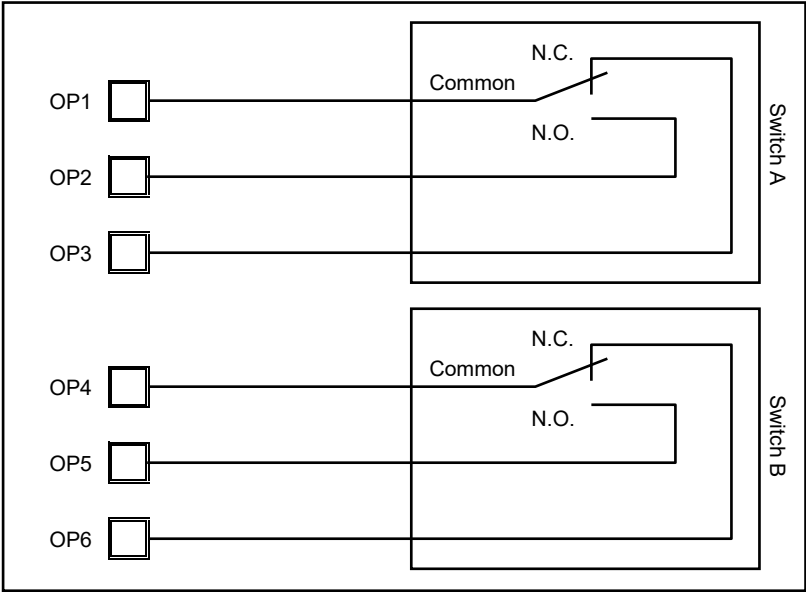 N.C.
Common
OP1
N.O.
OP2
OP3
Switch A
N.C.
Common
OP4
N.O.
OP5
OP6
Switch B